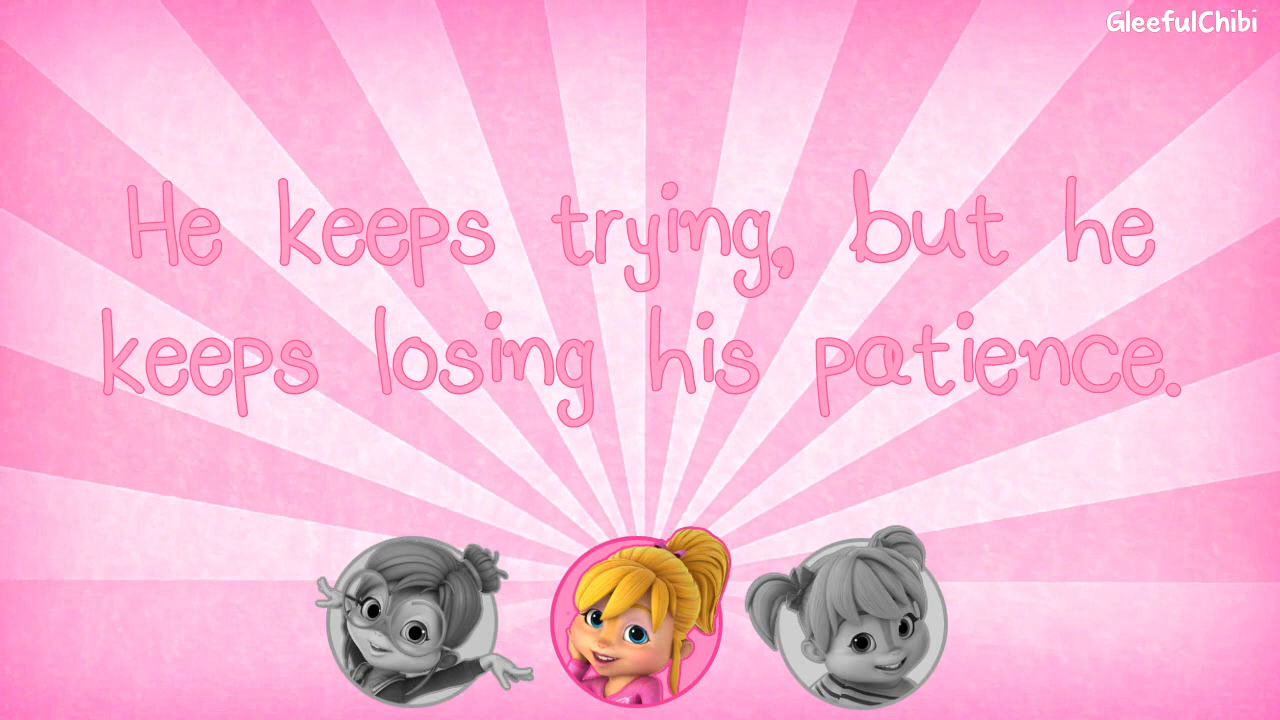 GleefulChibi
He keeps trying, but he
keeps losing his patience.